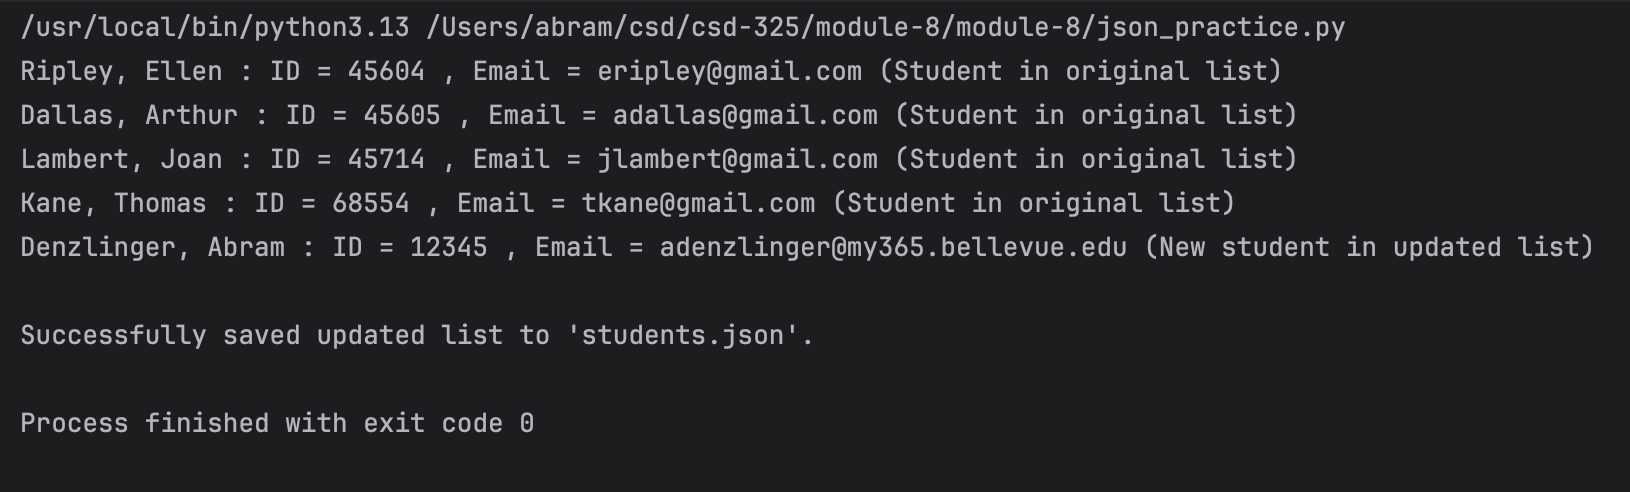 /usr/local/bin/python3.13 /Users/abram/csd/csd-325/module-8/module-8/json_practice.py
Ripley, Ellen : ID = 45604 , Email = eripley@gmail.com (Student in original list)
Dallas, Arthur : ID = 45605 , Email = adallas@gmail.com (Student in original list)
Lambert, Joan : ID = 45714 , Email = jlambert@gmail.com (Student in original list)
Kane, Thomas : ID = 68554 , Email = tkane@gmail.com (Student in original list)
Denzlinger, Abram : ID = 12345 , Email = adenzlinger@my365.bellevue.edu (New student in updated list)
Successfully saved updated list to 'students.json'.
Process finished with exit code 0